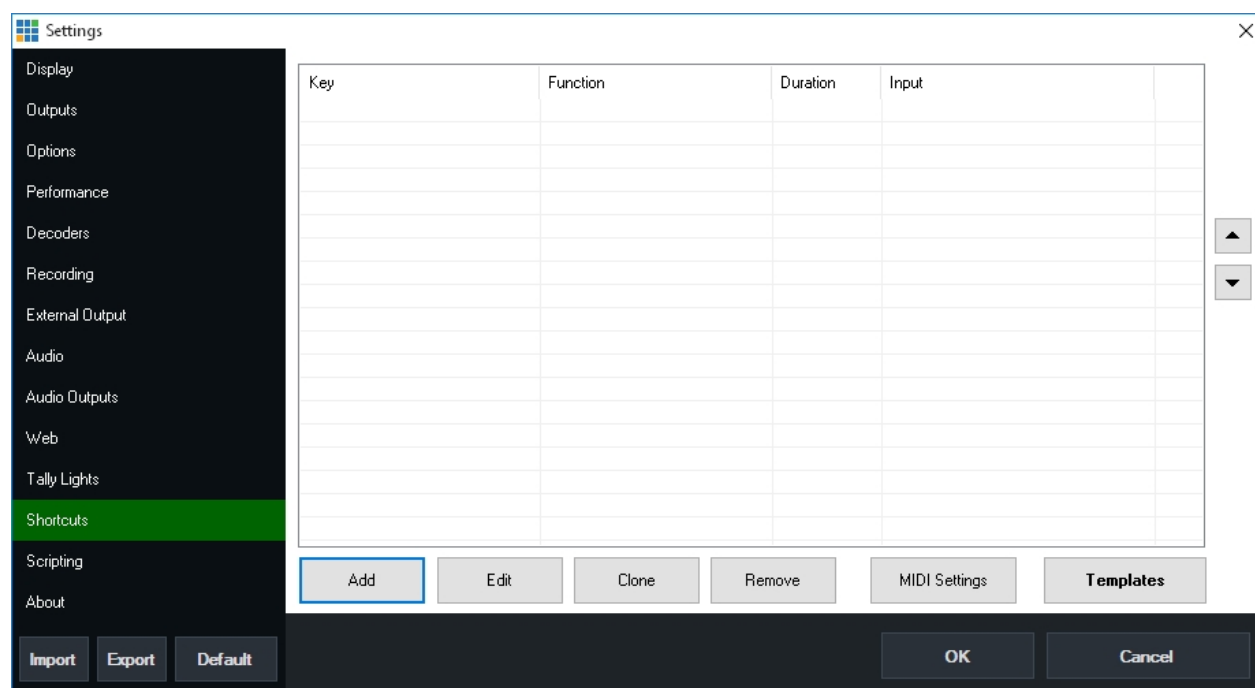 Settings
Display
Outputs
Options
Performance
Decoders
Recording
External Output
Audio
Audio Outputs
Web
Tally Lights
Shortcuts
Scripting
About
Import Export Default
Key Function Duration Input
Add Edit Clone Remove MIDI Settings Templates
OK Cancel